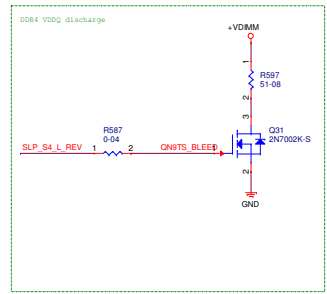 DDR4 VDDQ discharge
+VDIMM
1
R597
51-08
2
3
R587
0-04
Q31
2N7002K-S
SLP_S4_L_REV
1
2
QN9TS_BLEED
1
2
GND